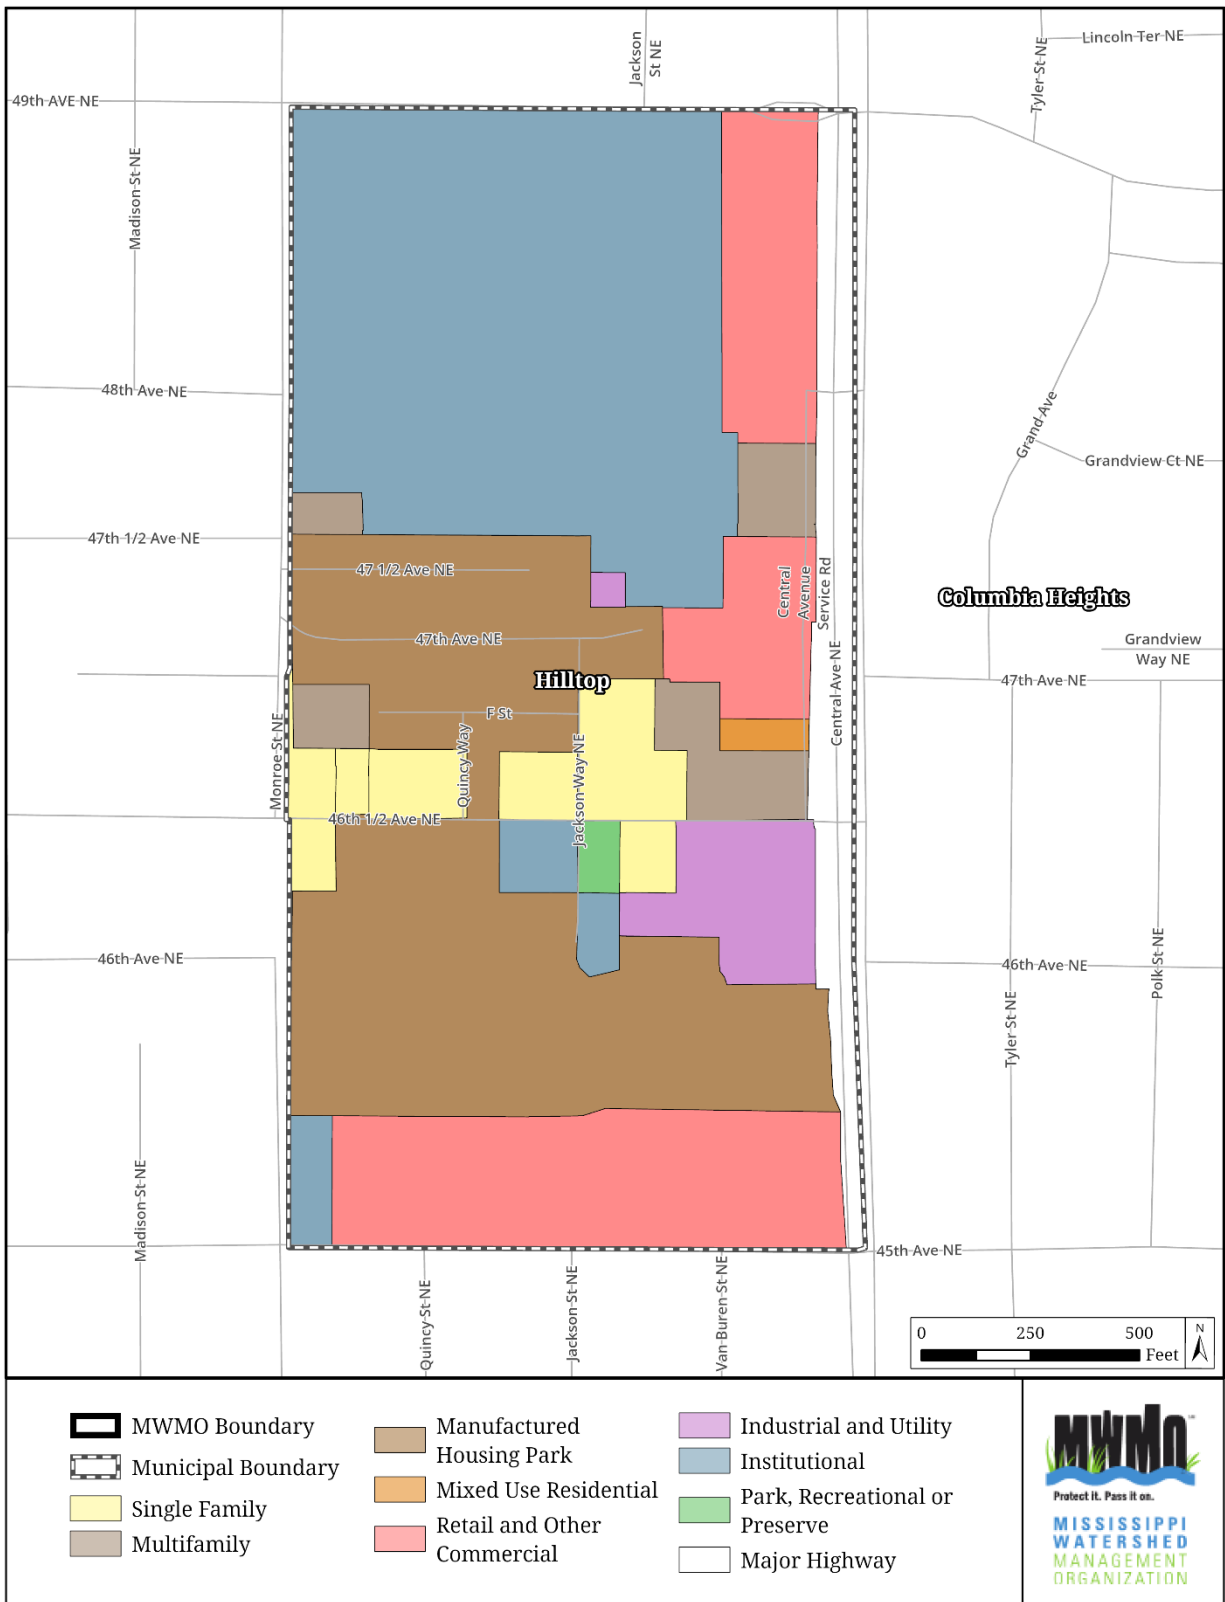 Jackson
St NE
Lincoln Ter NE
Tyler St NE
49th AVE NE
Madison St NE
48th Ave NE
Grand Ave
Grandview Ct NE
47th 1/2 Ave NE
47 1/2 Ave NE
Central
Avenue
Service Rd
Columbia Heights
47th Ave NE
Grandview
Way NE
Hilltop
47th Ave NE
F St
Quincy Way
Monroe St NE
Jackson Way NE
Central Ave NE
46th 1/2 Ave NE
46th Ave NE
46th Ave NE
Polk St NE
Tyler St NE
Madison St NE
45th Ave NE
Quincy St NE
Jackson St NE
Van Buren St NE
0 250 500
Feet
N
MWMO Boundary
Municipal Boundary
Single Family
Multifamily
Manufactured
Housing Park
Mixed Use Residential
Retail and Other
Commercial
Industrial and Utility
Institutional
Park, Recreational or
Preserve
Major Highway
MWMO
Protect it. Pass it on.
MISSISSIPPI
WATERSHED
MANAGEMENT
ORGANIZATION